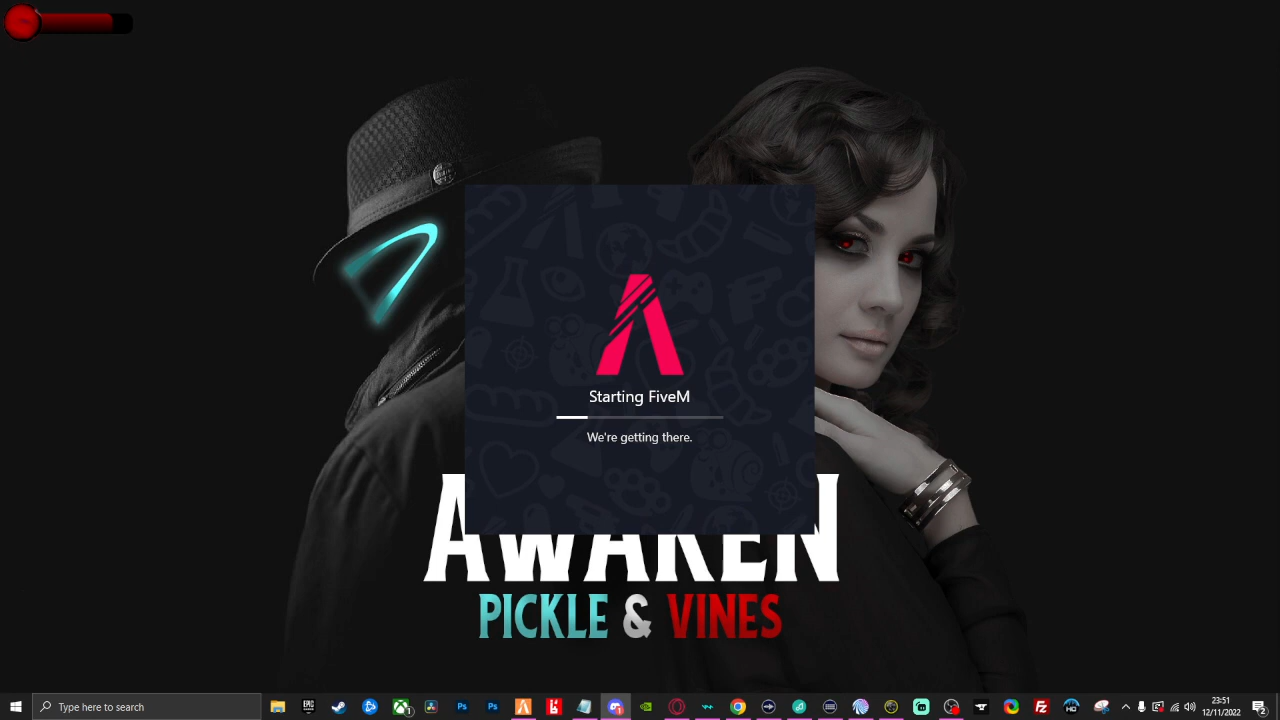 Starting FiveM
We're getting there.
AWAKEN
PICKLE & VINES
Type here to search
23:51
12/11/2022